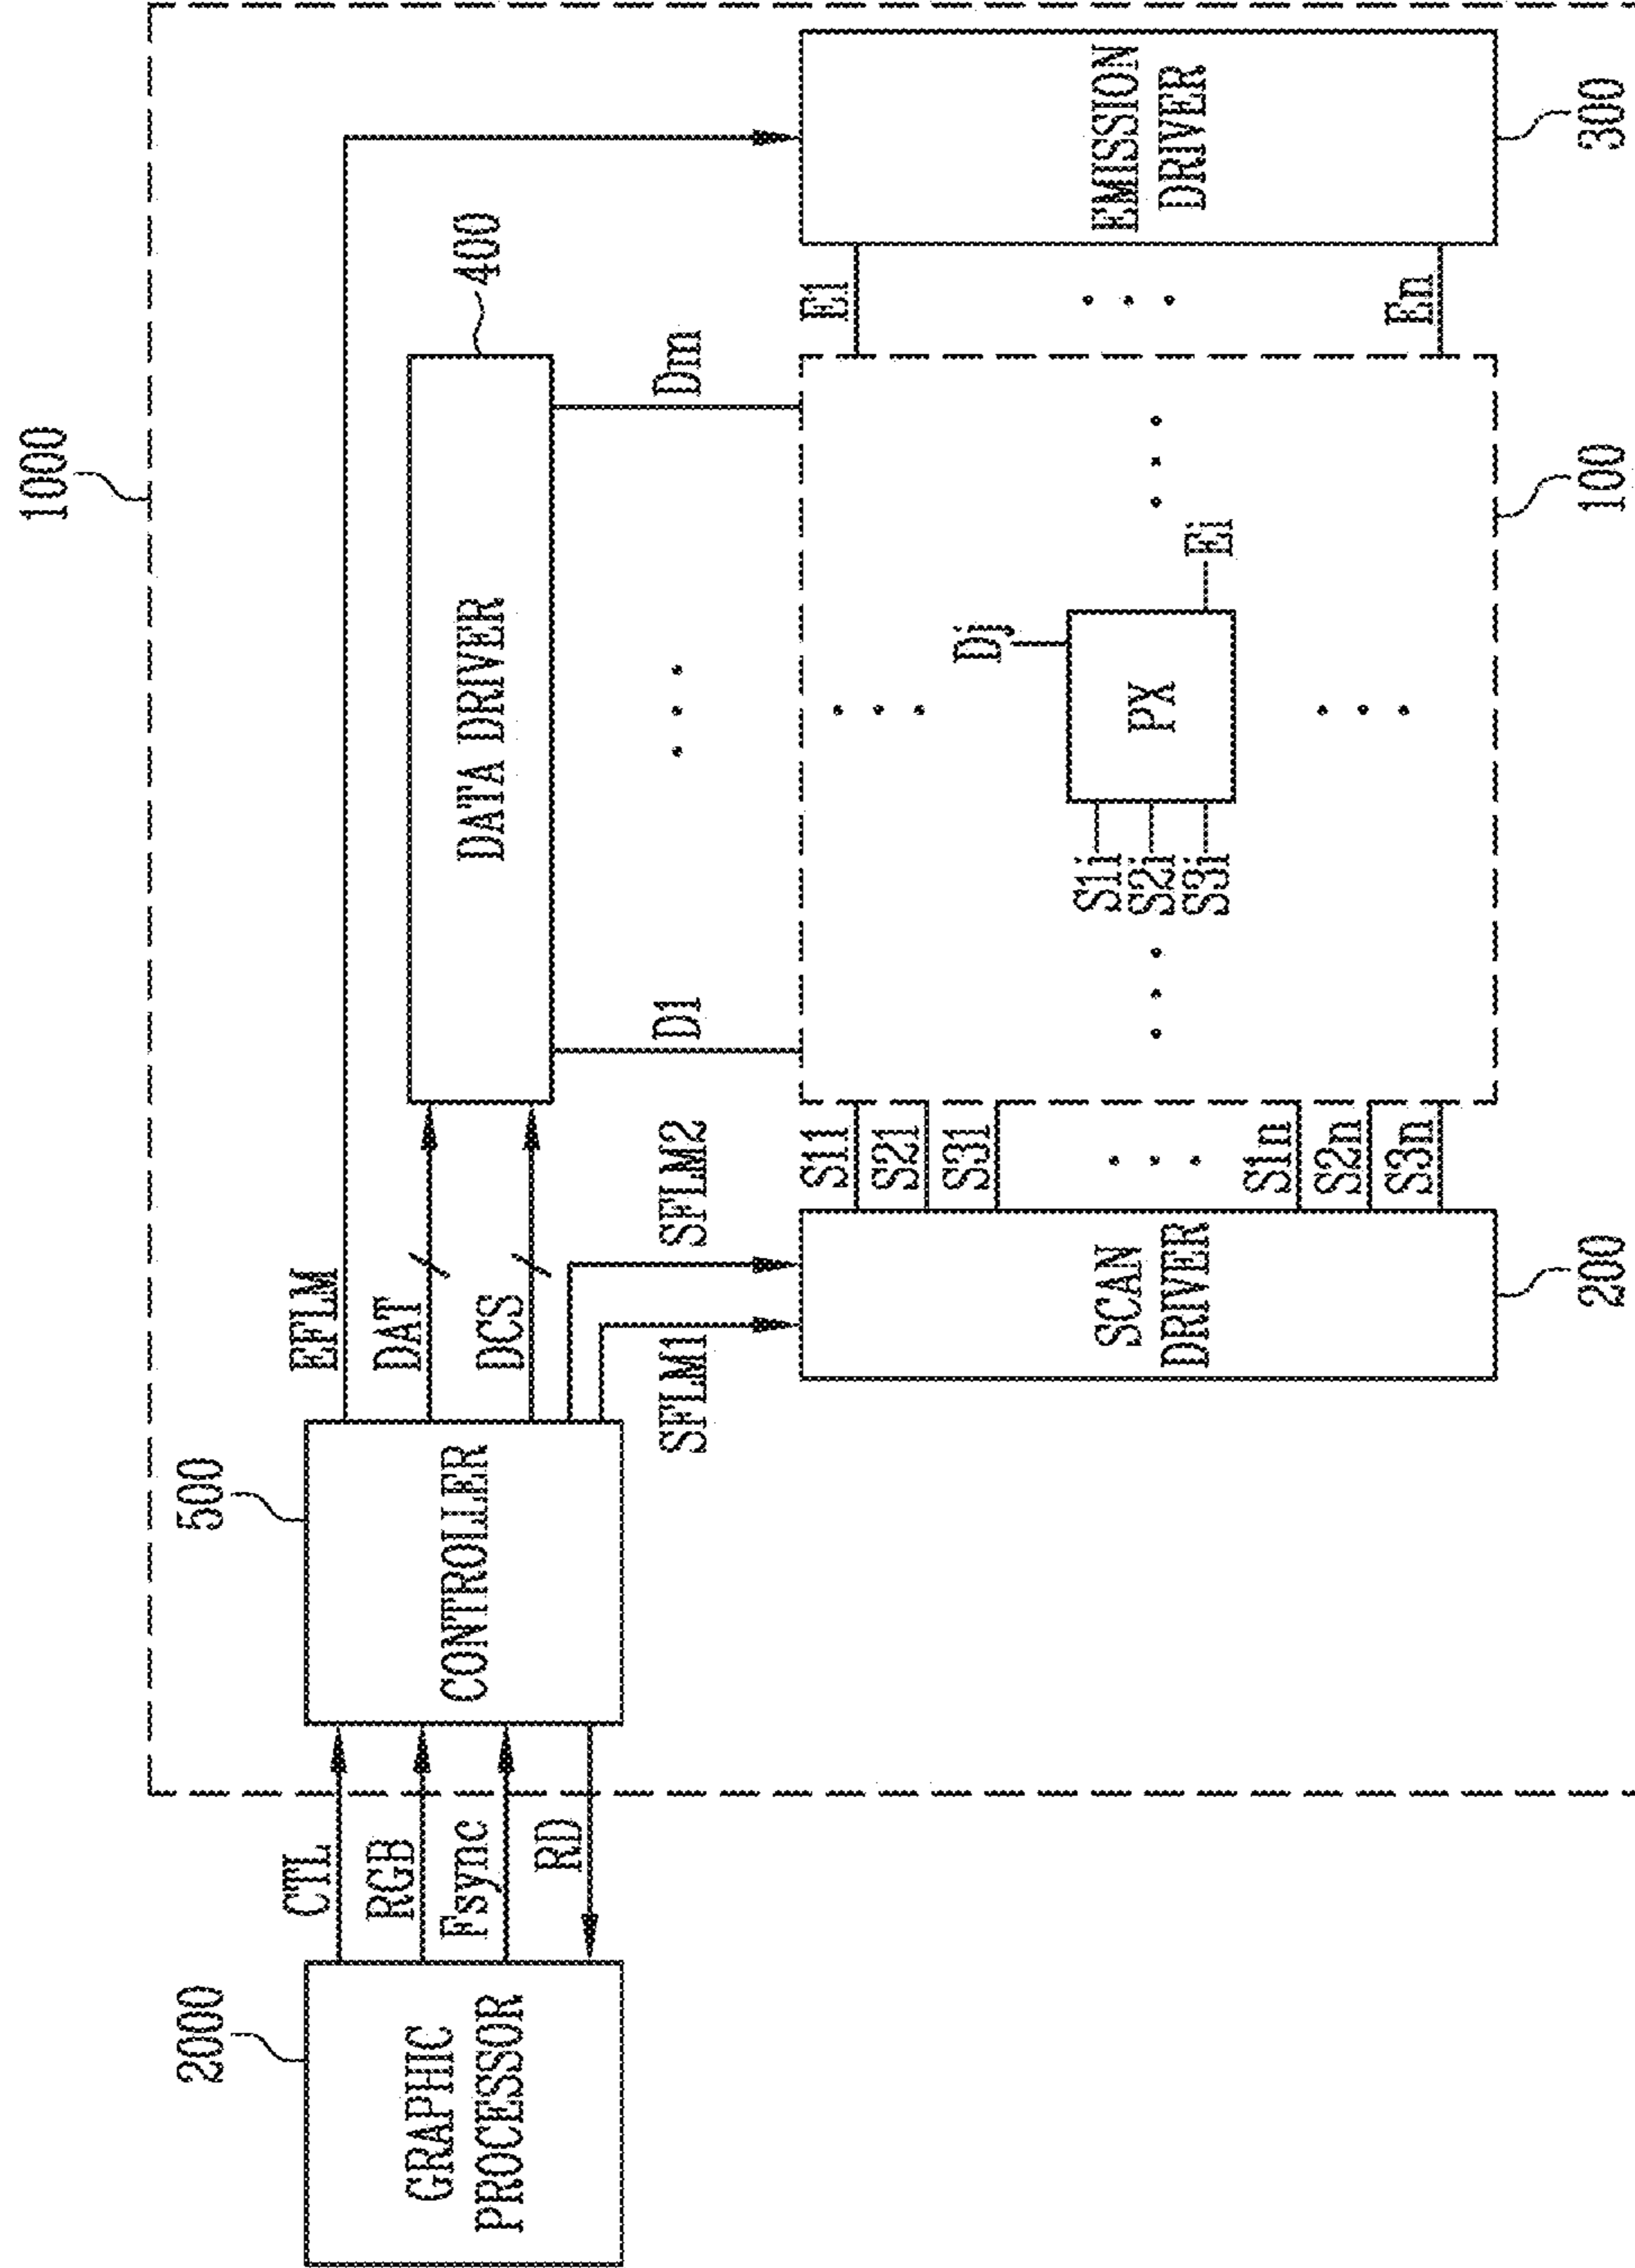 1000
2000
GRAPHIC
PROCESSOR
CTL
RGB
Fsync
RD
500
CONTROLLER
EFLM
DAT
DCS
SFLM1
SFLM2
400
DATA DRIVER
D1
Dm
200
SCAN
DRIVER
S11
S21
S31
S1n
S2n
S3n
100
Dj
S1i
S2i
S3i
PX
Ei
E1
En
300
EMISSION
DRIVER